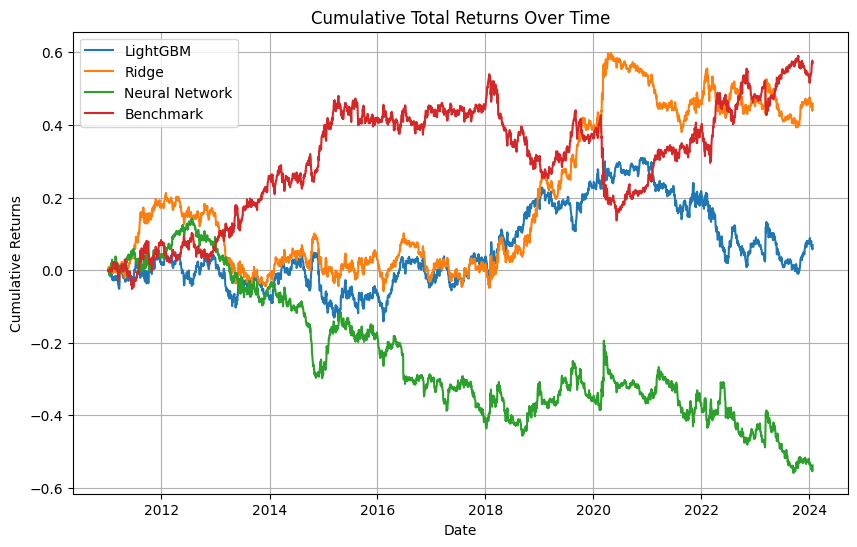 Cumulative Total Returns Over Time
LightGBM
Ridge
Neural Network
Benchmark
Cumulative Returns
0.6
0.4
0.2
0.0
−0.2
−0.4
−0.6
2012 2014 2016 2018 2020 2022 2024
Date